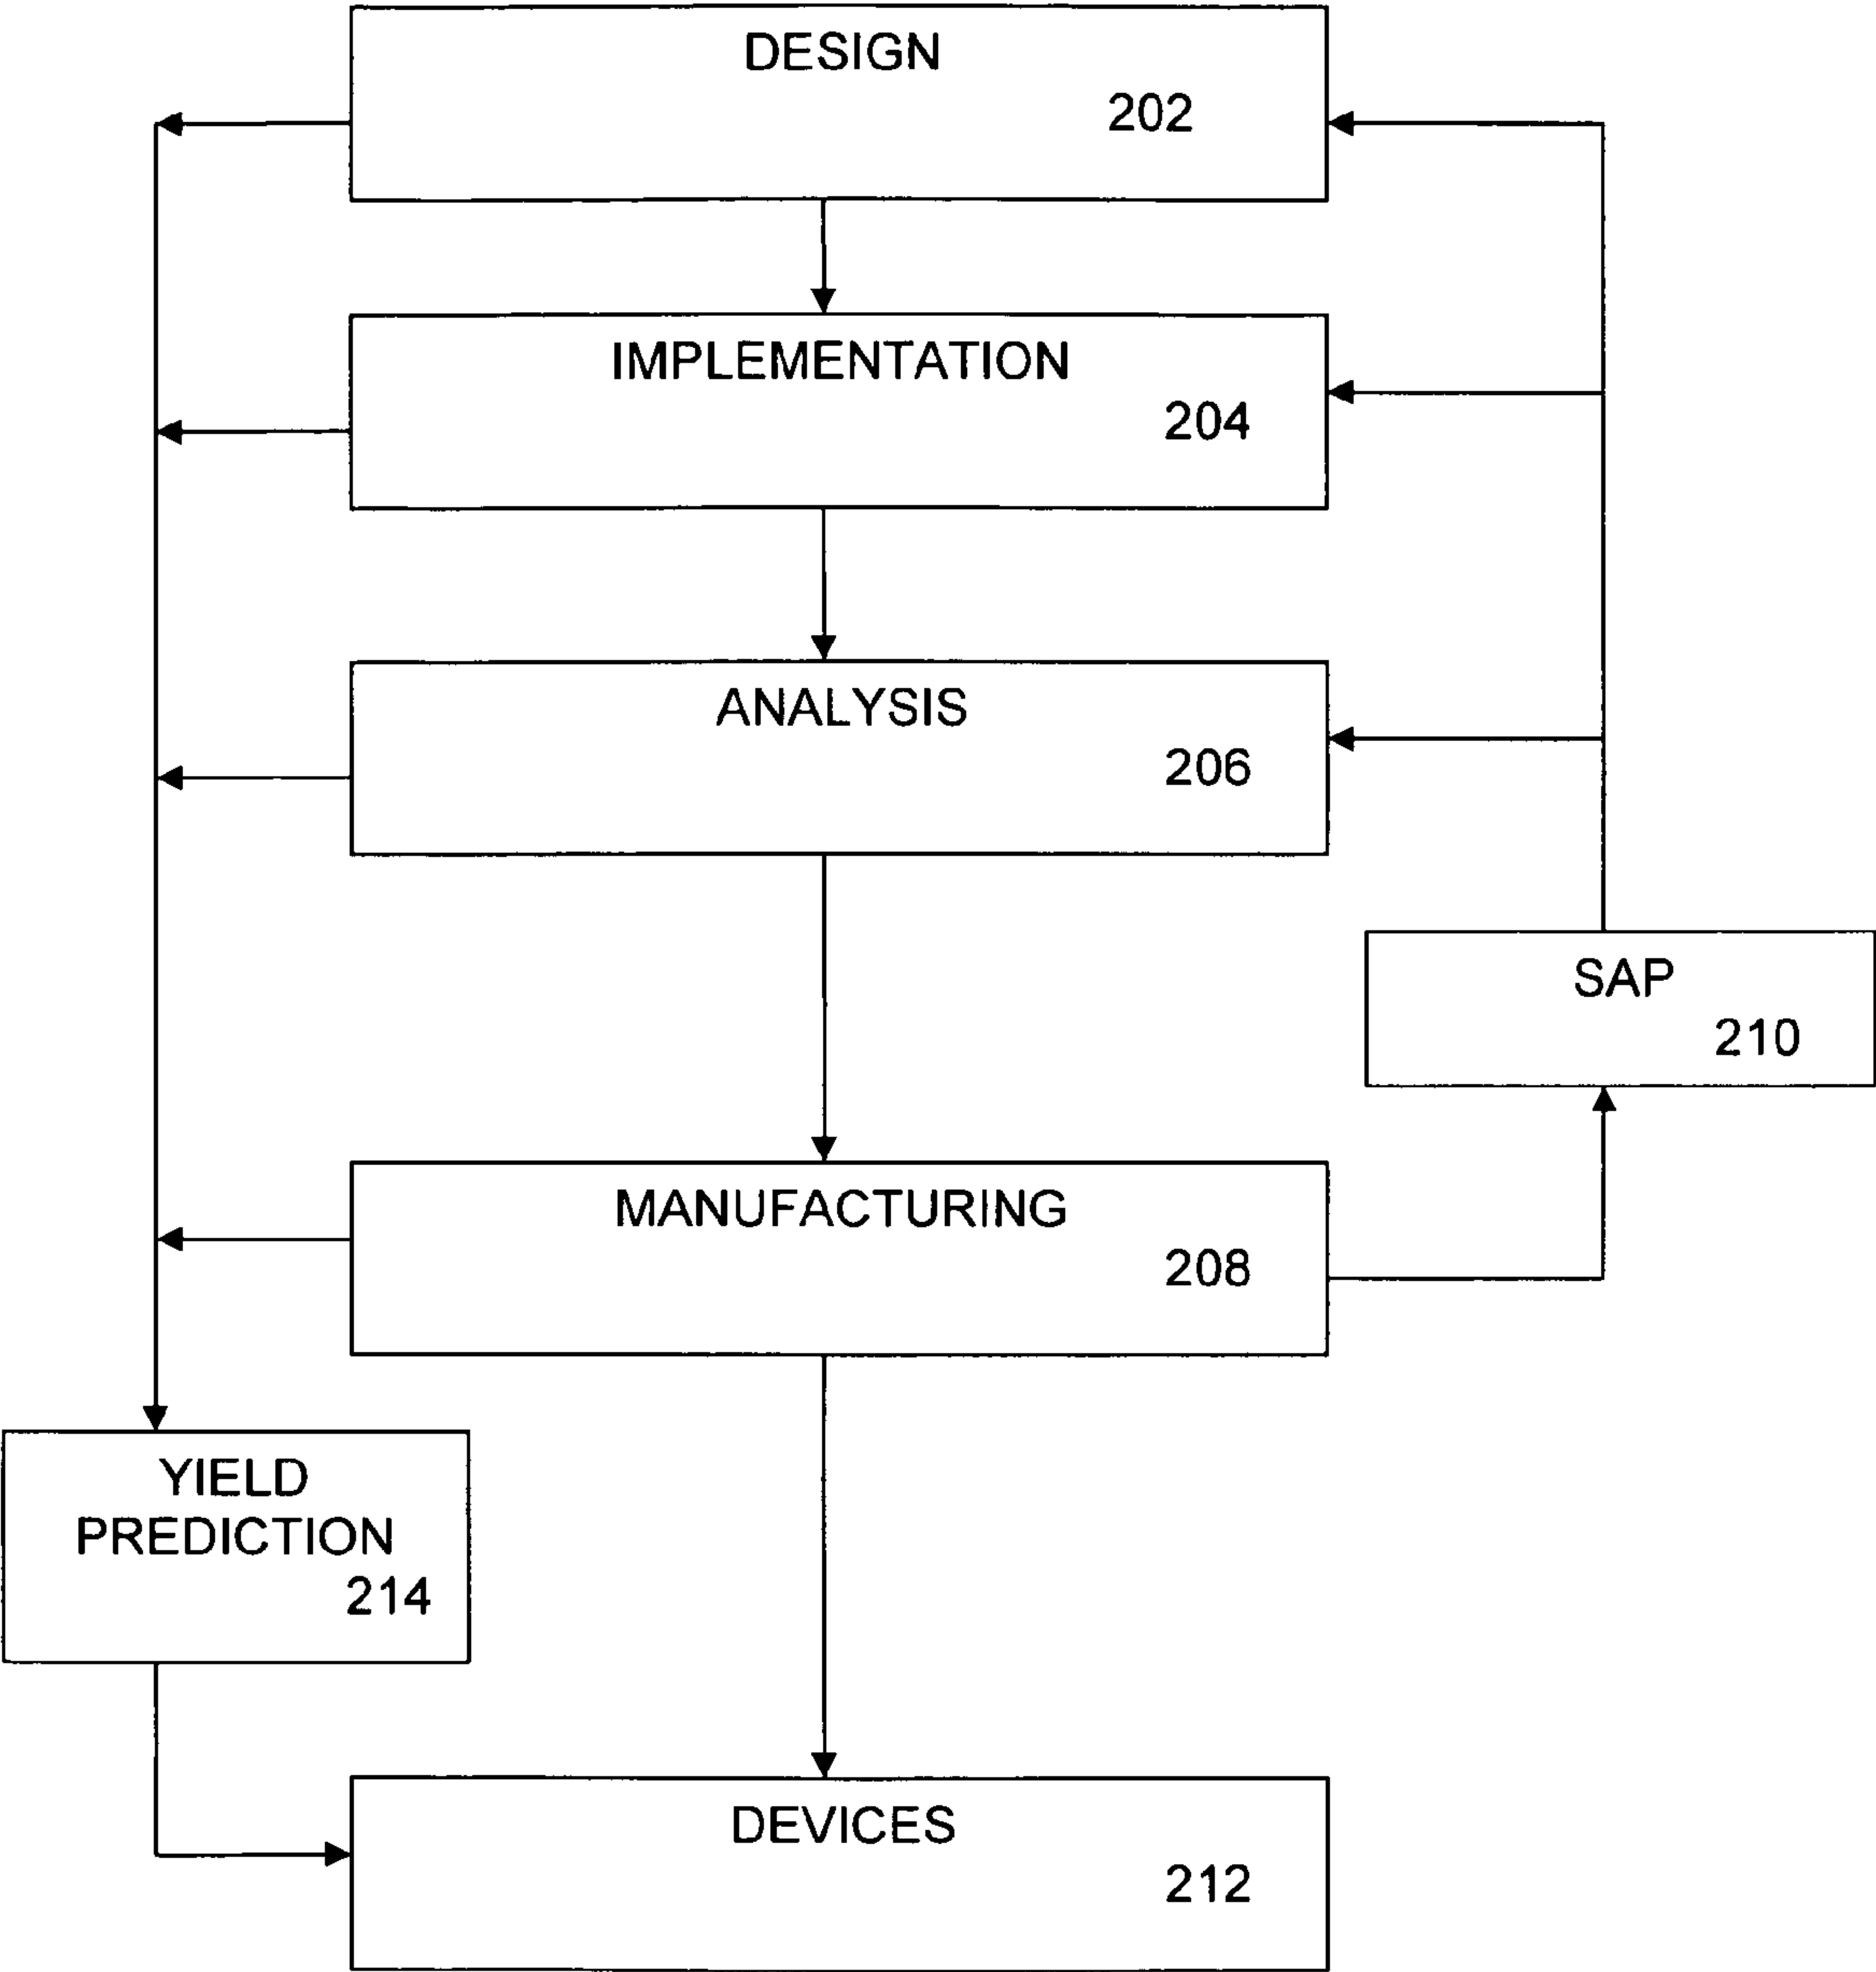 DESIGN
202
IMPLEMENTATION
204
ANALYSIS
206
SAP
210
MANUFACTURING
208
YIELD
PREDICTION
214
DEVICES
212